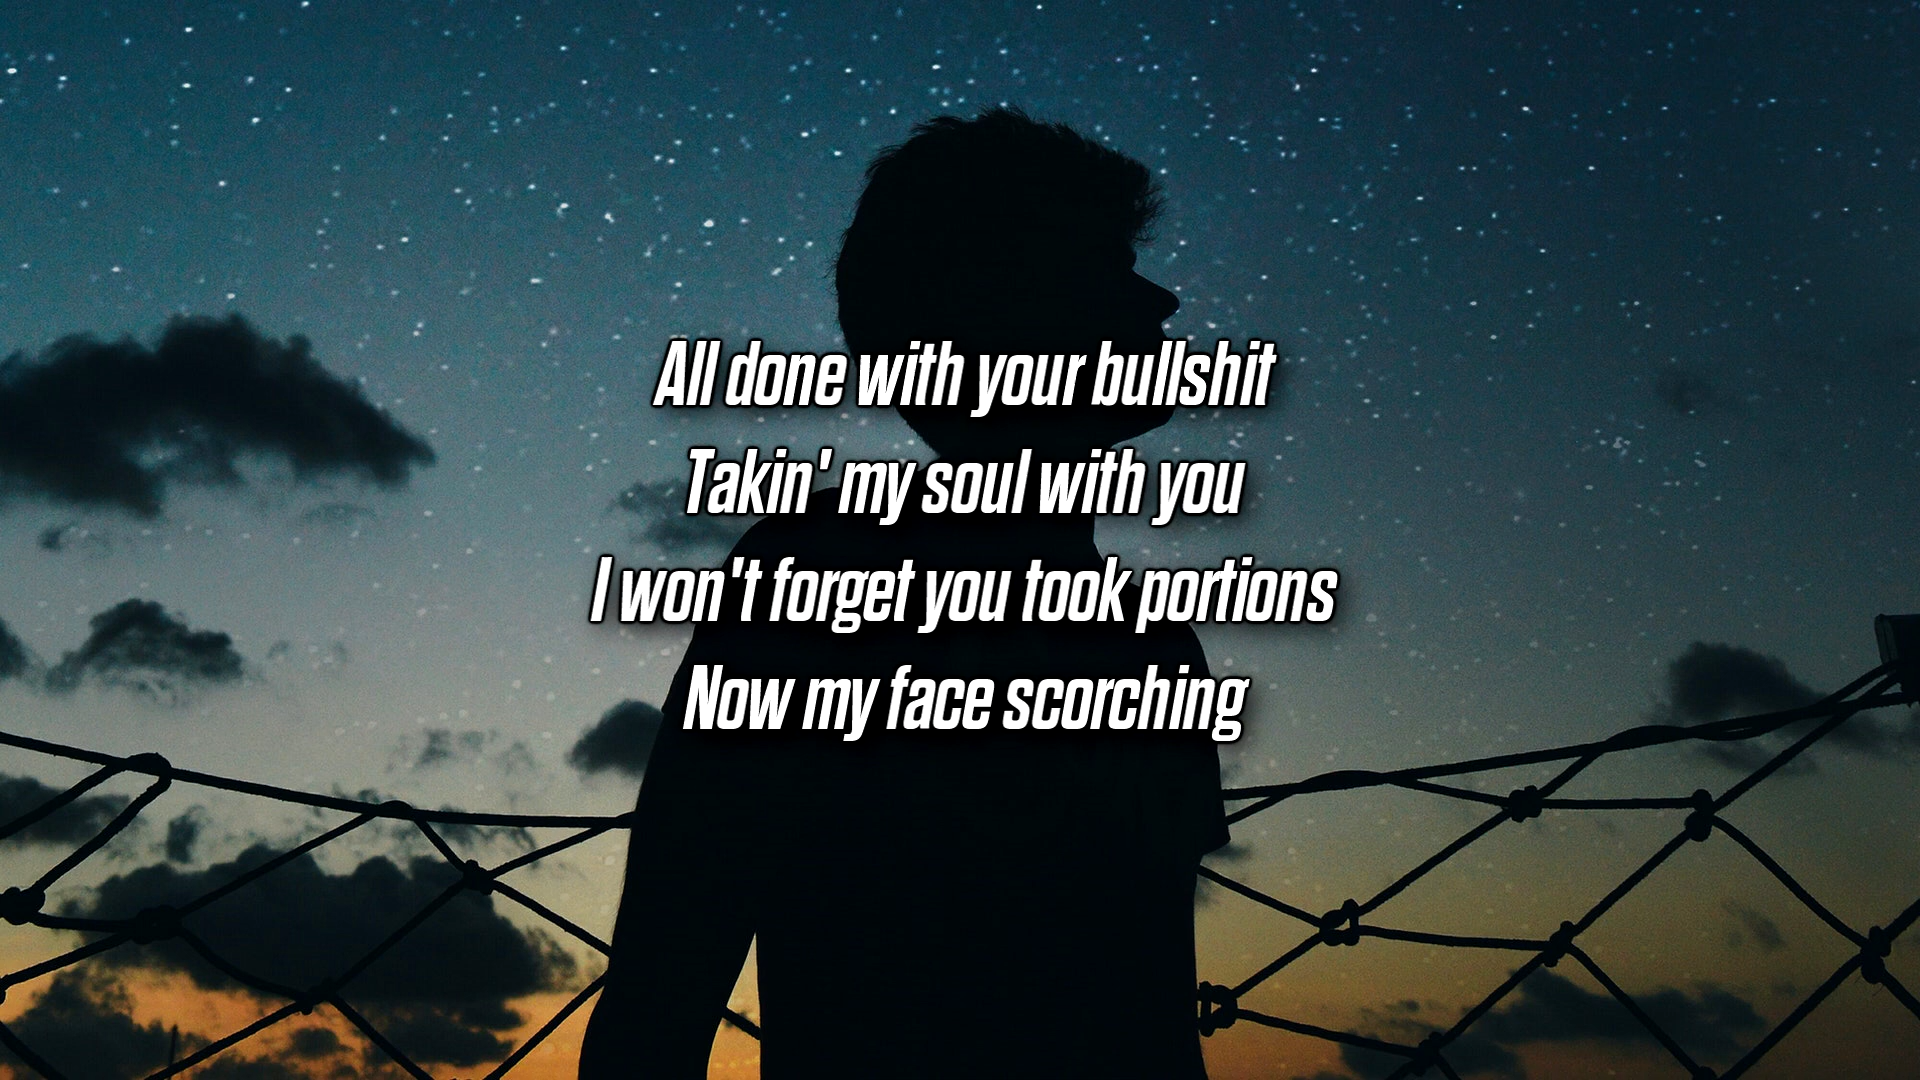 All done with your bullshit
Takin' my soul with you
I won't forget you took portions
Now my face scorching